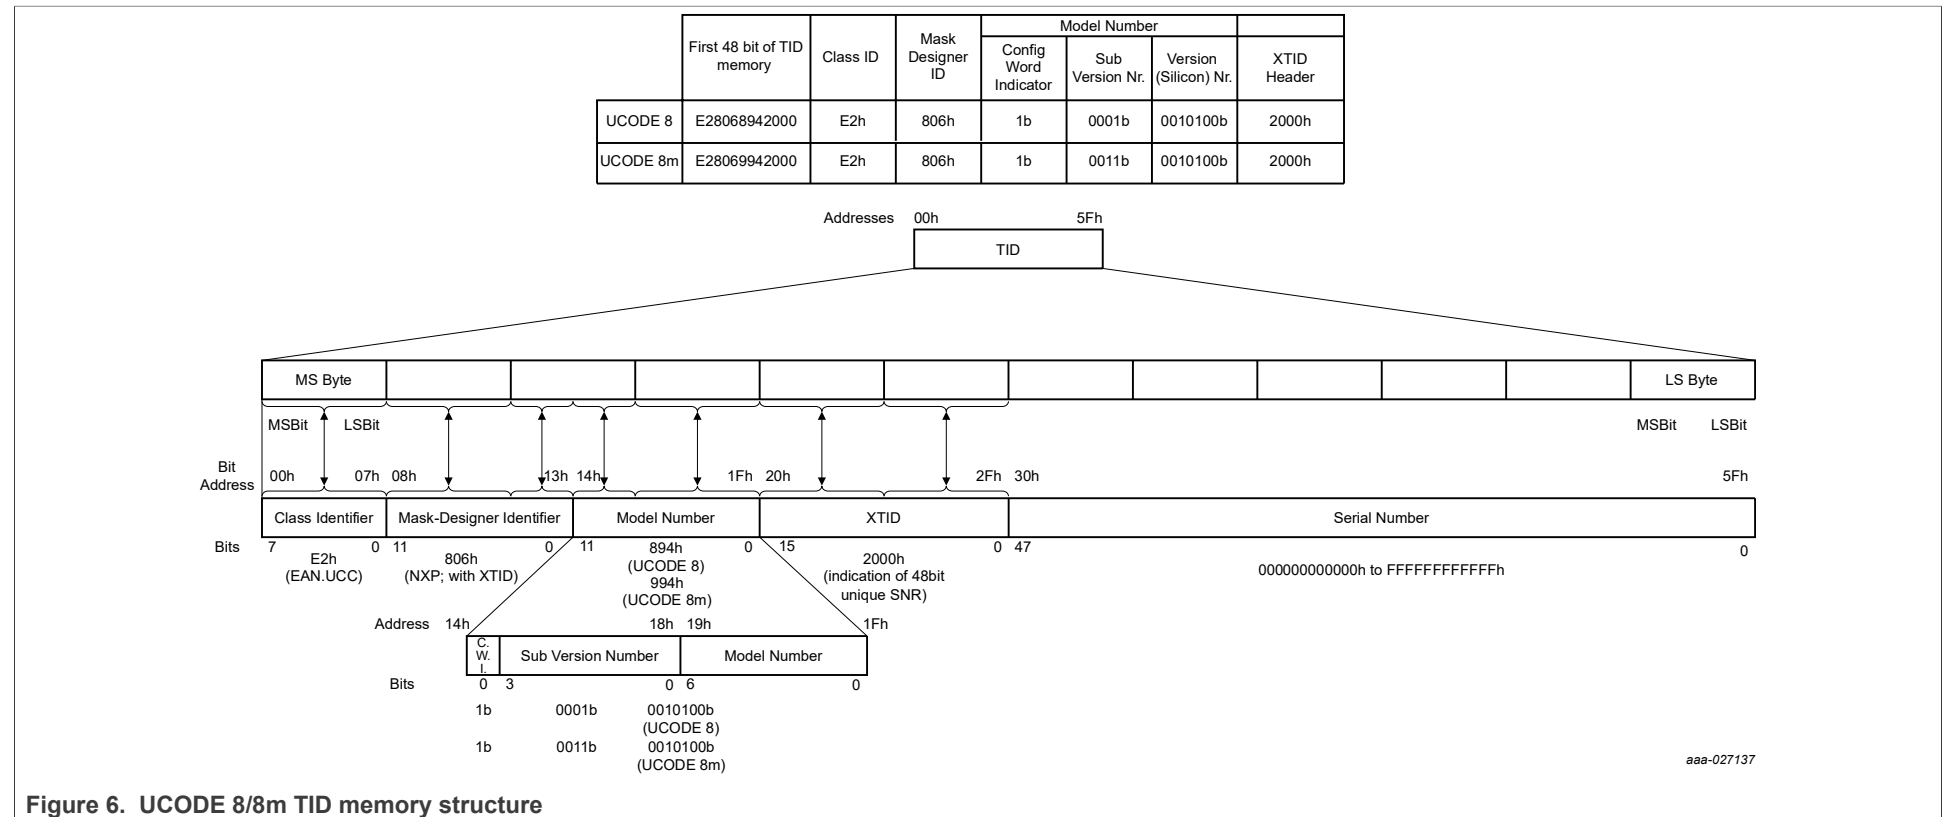 Model Number
First 48 bit of TID memory Class ID Mask Designer ID Config Word Indicator Sub Version Nr. Version (Silicon) Nr. XTID Header
UCODE 8 E28068942000 E2h 806h 1b 0001b 0010100b 2000h
UCODE 8m E28069942000 E2h 806h 1b 0011b 0010100b 2000h
Addresses 00h 5Fh
TID
MS Byte LS Byte
MSBit LSBit MSBit LSBit
Bit Address 00h 07h 08h 13h 14h 1Fh 20h 2Fh 30h 5Fh
Class Identifier Mask-Designer Identifier Model Number XTID Serial Number
Bits 7 0 11 0 11 894h 0 15 0 47 0
E2h 806h (UCODE 8) 2000h
(EAN.UCC) (NXP; with XTID) 994h (indication of 48bit 000000000000h to FFFFFFFFFFFFh
(UCODE 8m) unique SNR)
Address 14h 18h 19h 1Fh
C. W. I. Sub Version Number Model Number
Bits 0 3 0 6 0
1b 0001b 0010100b
(UCODE 8)
1b 0011b 0010100b
(UCODE 8m)
aaa-027137
Figure 6. UCODE 8/8m TID memory structure